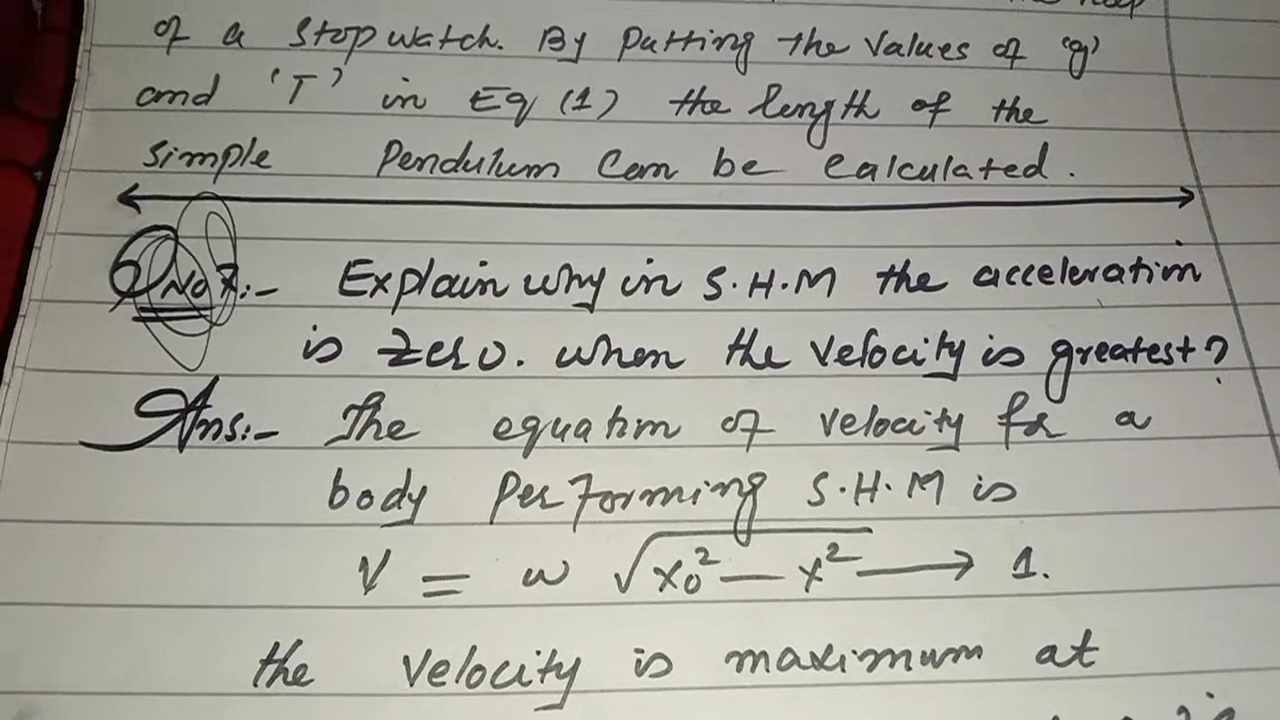 of a stopwatch. By putting the values of 'g'
and 'T' in Eq (1) the length of the
simple Pendulum can be calculated.
Q No 7:- Explain why in S.H.M the acceleration
is zero. when the velocity is greatest?
Ans:- The equation of velocity for a
body performing S.H.M is
V = ω √x₀² — x² → 1.
the velocity is maximum at